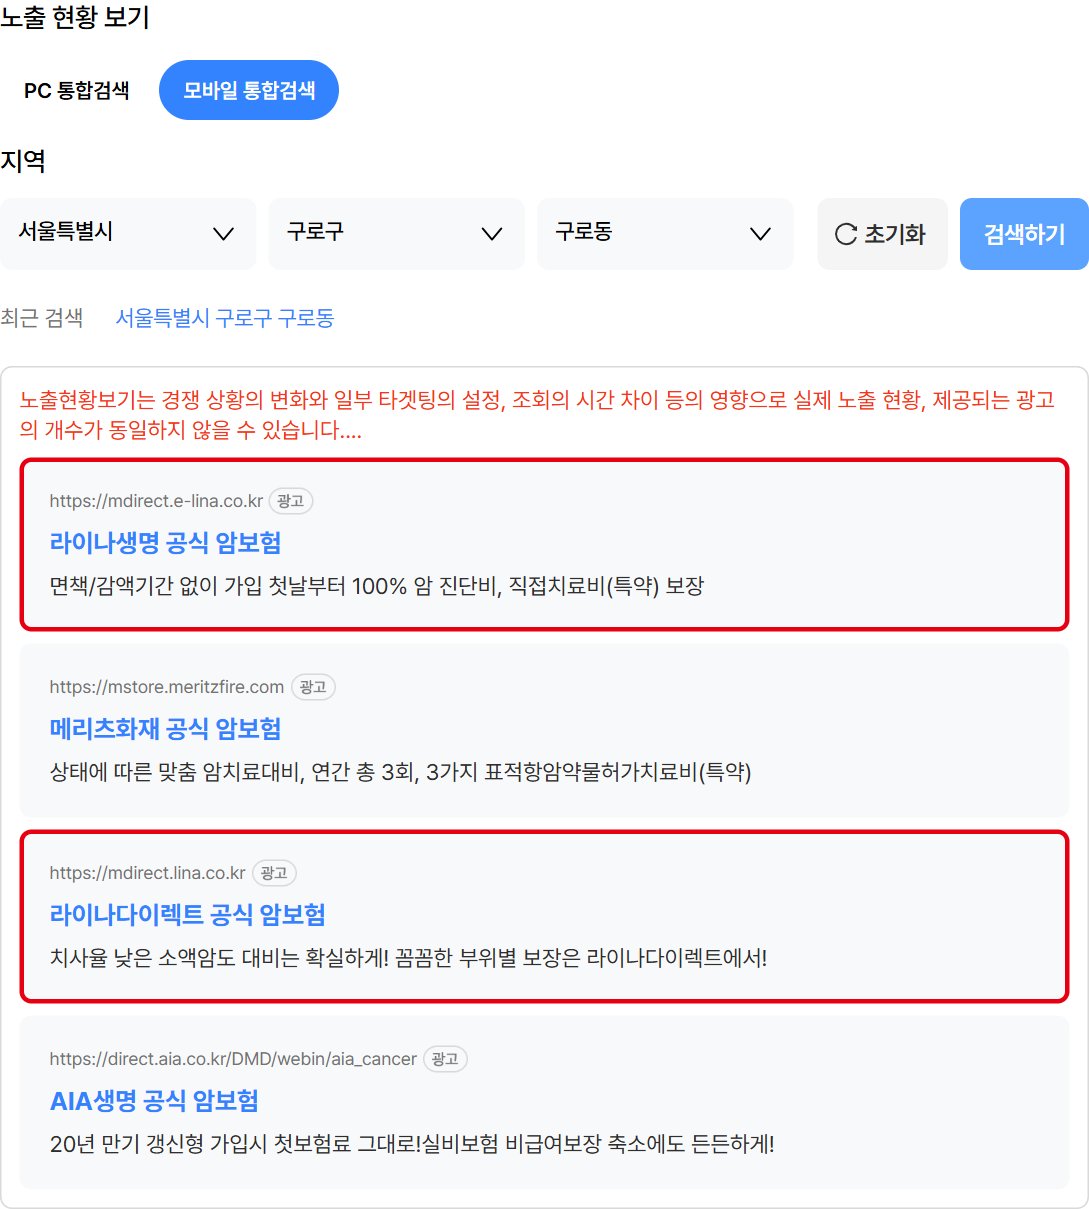 노출 현황 보기
PC 통합검색 모바일 통합검색
지역
서울특별시 구로구 구로동 초기화 검색하기
최근 검색 서울특별시 구로구 구로동
노출현황보기는 경쟁 상황의 변화와 일부 타겟팅의 설정, 조회의 시간 차이 등의 영향으로 실제 노출 현황, 제공되는 광고
의 개수가 동일하지 않을 수 있습니다....
https://mdirect.e-lina.co.kr 광고
라이나생명 공식 암보험
면책/감액기간 없이 가입 첫날부터 100% 암 진단비, 직접치료비(특약) 보장
https://mstore.meritzfire.com 광고
메리츠화재 공식 암보험
상태에 따른 맞춤 암치료대비, 연간 총 3회, 3가지 표적항암약물허가치료비(특약)
https://mdirect.lina.co.kr 광고
라이나다이렉트 공식 암보험
치사율 낮은 소액암도 대비는 확실하게! 꼼꼼한 부위별 보장은 라이나다이렉트에서!
https://direct.aia.co.kr/DMD/webin/aia_cancer 광고
AIA생명 공식 암보험
20년 만기 갱신형 가입시 첫보험료 그대로!실비보험 비급여보장 축소에도 든든하게!